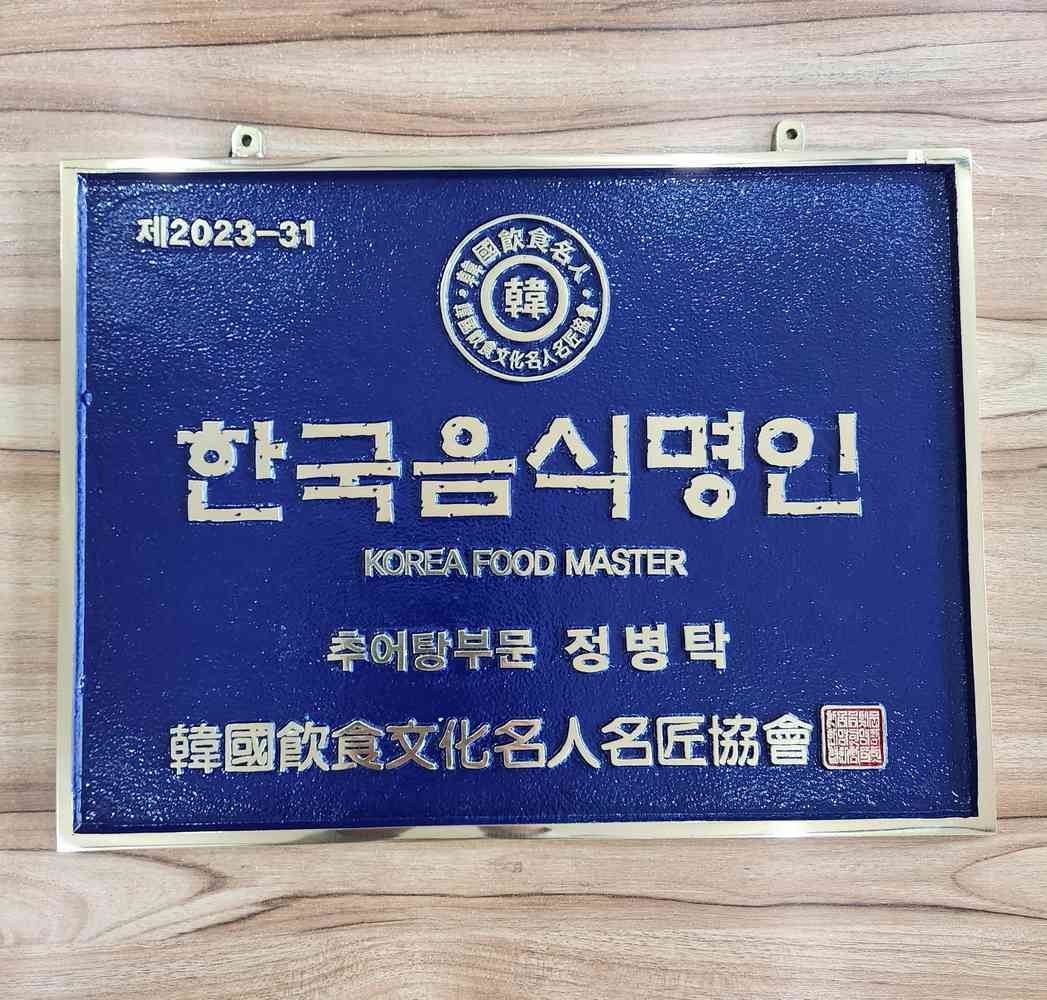 제2023-31
韓國飮食名人
韓
韓國飮食文化名人名匠協會
한국음식명인
KOREA FOOD MASTER
추어탕부문 정병탁
韓國飮食文化名人名匠協會